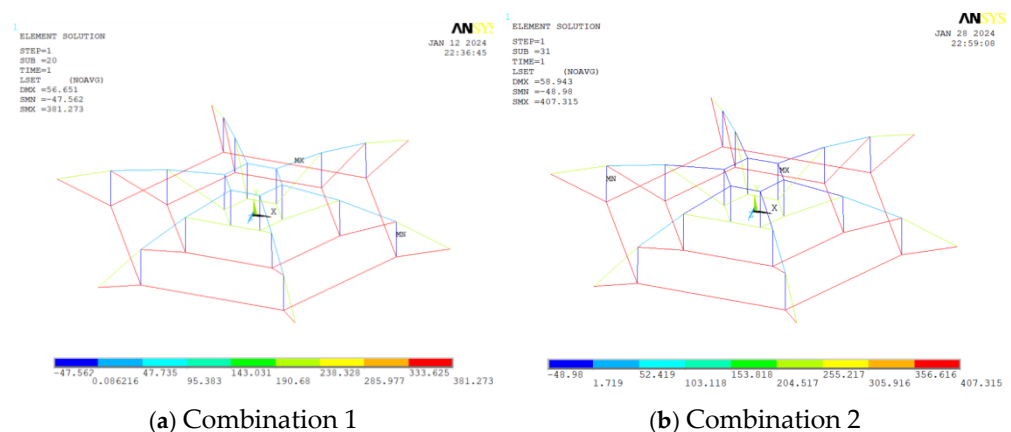 1
ELEMENT SOLUTION
STEP=1
SUB =20
TIME=1
LSET (NOAVG)
DMX =56.651
SMN =-47.562
SMX =381.273
ANSYS
JAN 12 2024
22:36:45
MX
X
MN
-47.562 47.735 143.031 238.328 333.625
0.086216 95.383 190.68 285.977 381.273
(a) Combination 1
1
ELEMENT SOLUTION
STEP=1
SUB =31
TIME=1
LSET (NOAVG)
DMX =58.943
SMN =-48.98
SMX =407.315
ANSYS
JAN 28 2024
22:59:08
MN
MX
X
-48.98 52.419 153.818 255.217 356.616
1.719 103.118 204.517 305.916 407.315
(b) Combination 2